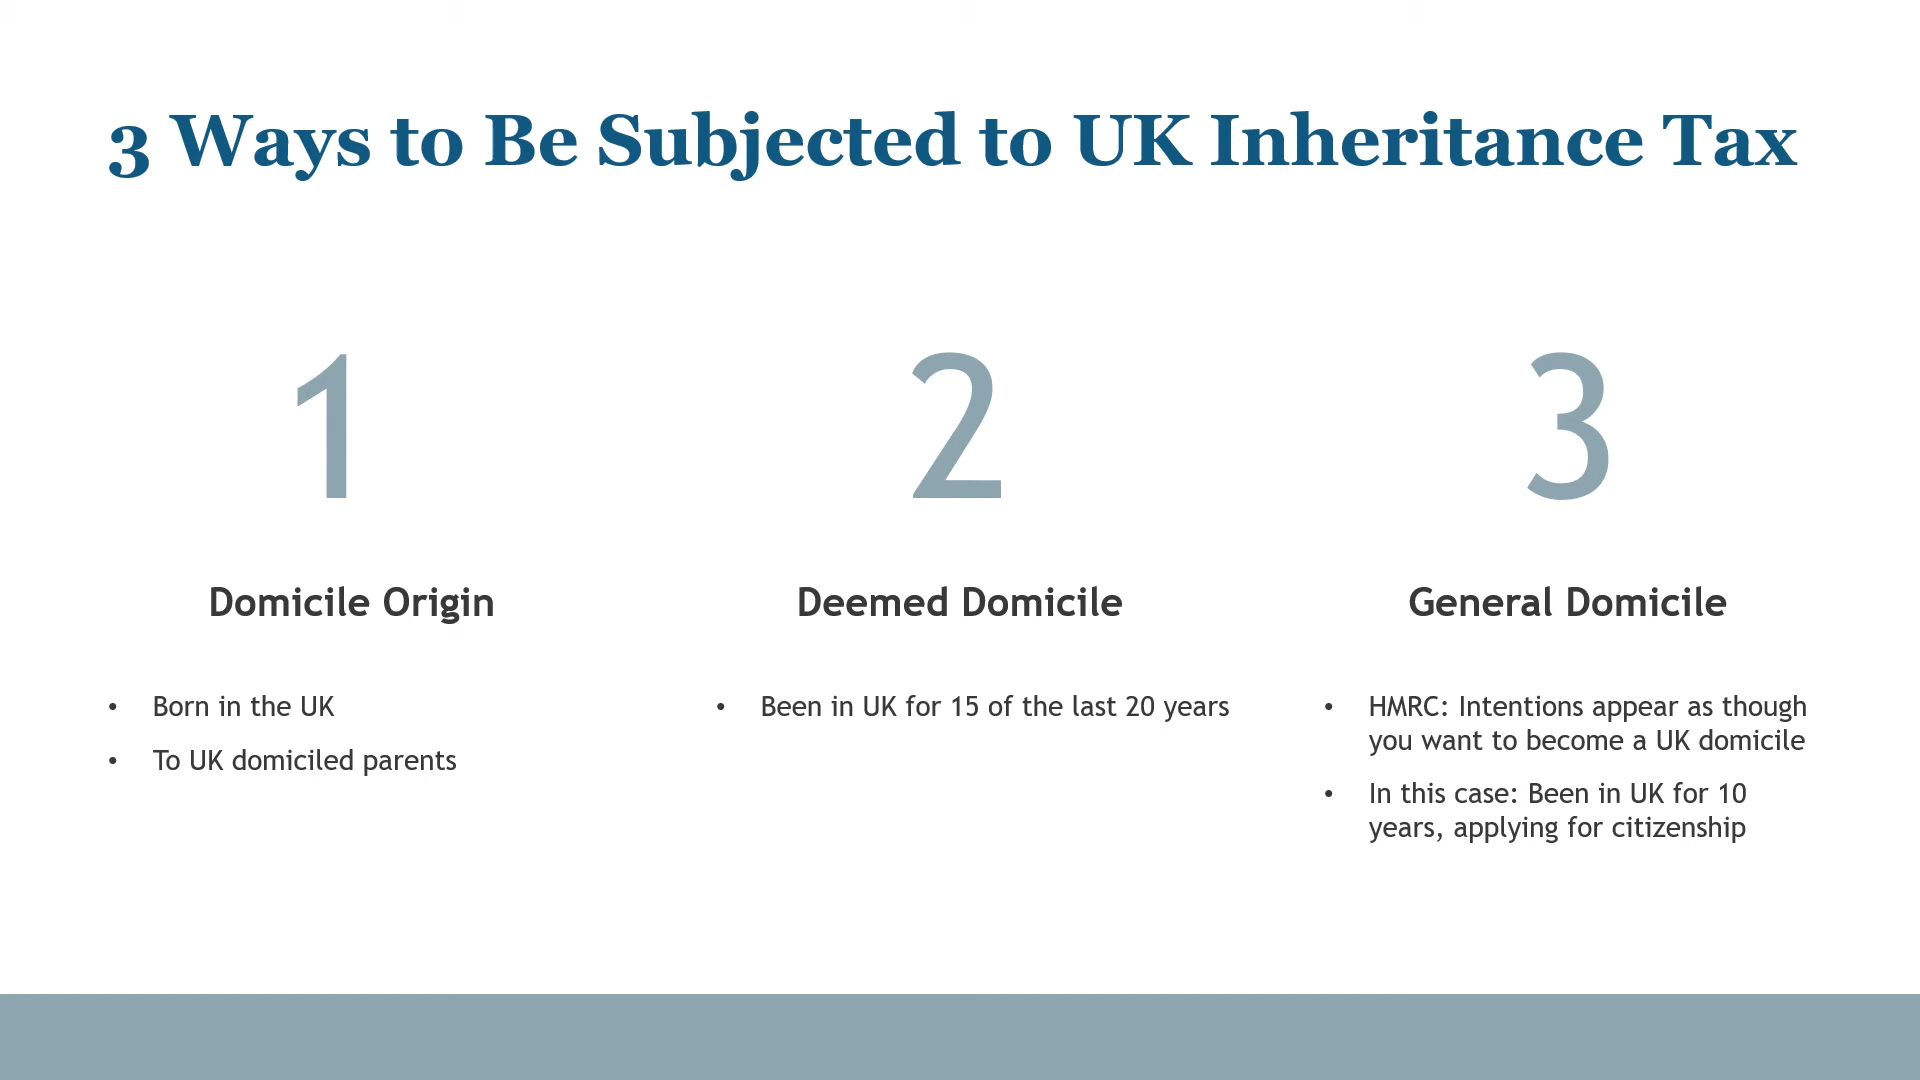 3 Ways to Be Subjected to UK Inheritance Tax
1
Domicile Origin
• Born in the UK
• To UK domiciled parents
2
Deemed Domicile
• Been in UK for 15 of the last 20 years
3
General Domicile
• HMRC: Intentions appear as though
you want to become a UK domicile
• In this case: Been in UK for 10
years, applying for citizenship